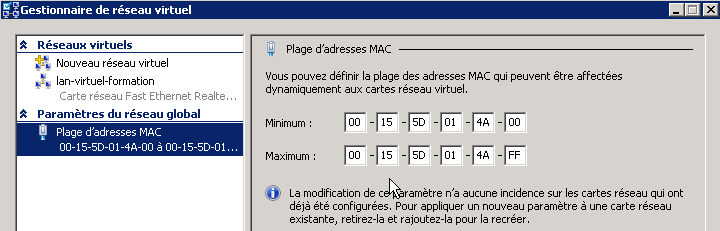 Gestionnaire de réseau virtuel
Réseaux virtuels
Nouveau réseau virtuel
lan-virtuel-formation
Carte réseau Fast Ethernet Realte...
Paramètres du réseau global
Plage d'adresses MAC
00-15-5D-01-4A-00 à 00-15-5D-01...
Plage d'adresses MAC
Vous pouvez définir la plage des adresses MAC qui peuvent être affectées
dynamiquement aux cartes réseau virtuel.
Minimum : 00 - 15 - 5D - 01 - 4A - 00
Maximum : 00 - 15 - 5D - 01 - 4A - FF
La modification de ce paramètre n'a aucune incidence sur les cartes réseau qui ont
déjà été configurées. Pour appliquer un nouveau paramètre à une carte réseau
existante, retirez-la et rajoutez-la pour la recréer.